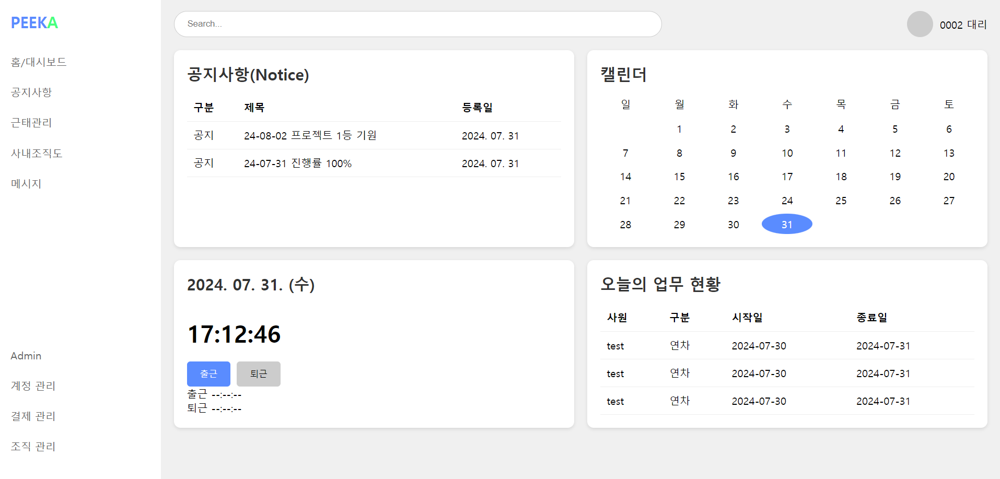 PEEKA
홈/대시보드
공지사항
근태관리
사내조직도
메시지
Admin
계정 관리
결제 관리
조직 관리
Search...
0002 대리
공지사항(Notice)
구분 제목 등록일
공지 24-08-02 프로젝트 1등 기원 2024. 07. 31
공지 24-07-31 진행률 100% 2024. 07. 31
캘린더
일 월 화 수 목 금 토
1 2 3 4 5 6
7 8 9 10 11 12 13
14 15 16 17 18 19 20
21 22 23 24 25 26 27
28 29 30 31
2024. 07. 31. (수)
17:12:46
출근 퇴근
출근 --:--:--
퇴근 --:--:--
오늘의 업무 현황
사원 구분 시작일 종료일
test 연차 2024-07-30 2024-07-31
test 연차 2024-07-30 2024-07-31
test 연차 2024-07-30 2024-07-31